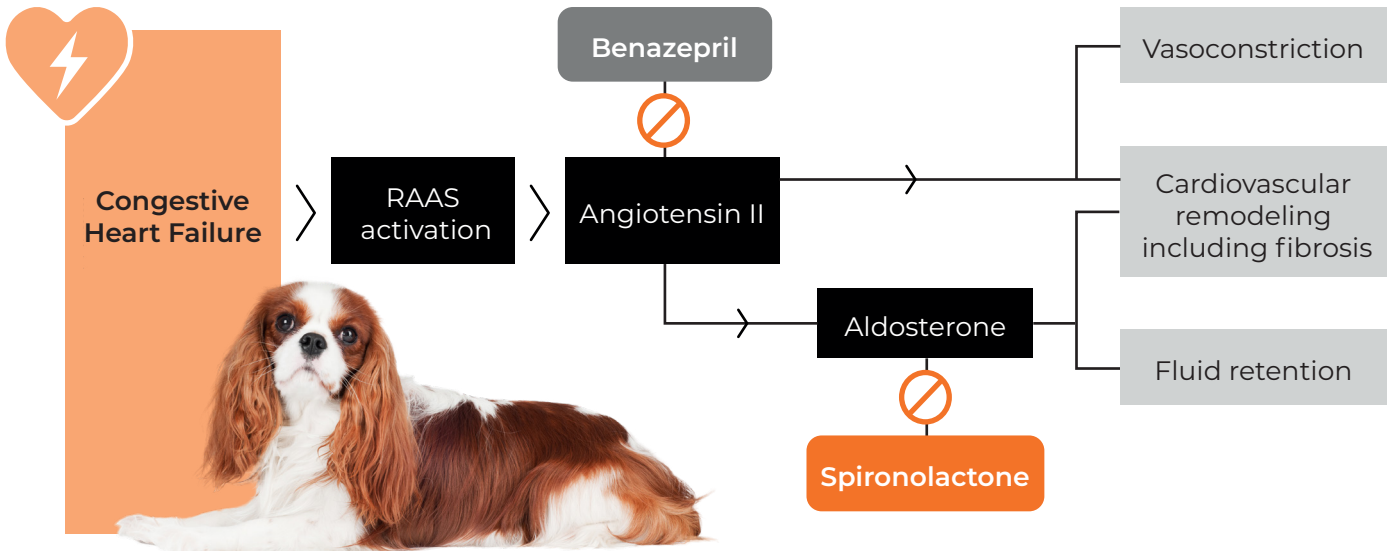 Benazepril
Vasoconstriction
Congestive
Heart Failure
RAAS
activation
Angiotensin II
Cardiovascular
remodeling
including fibrosis
Aldosterone
Fluid retention
Spironolactone